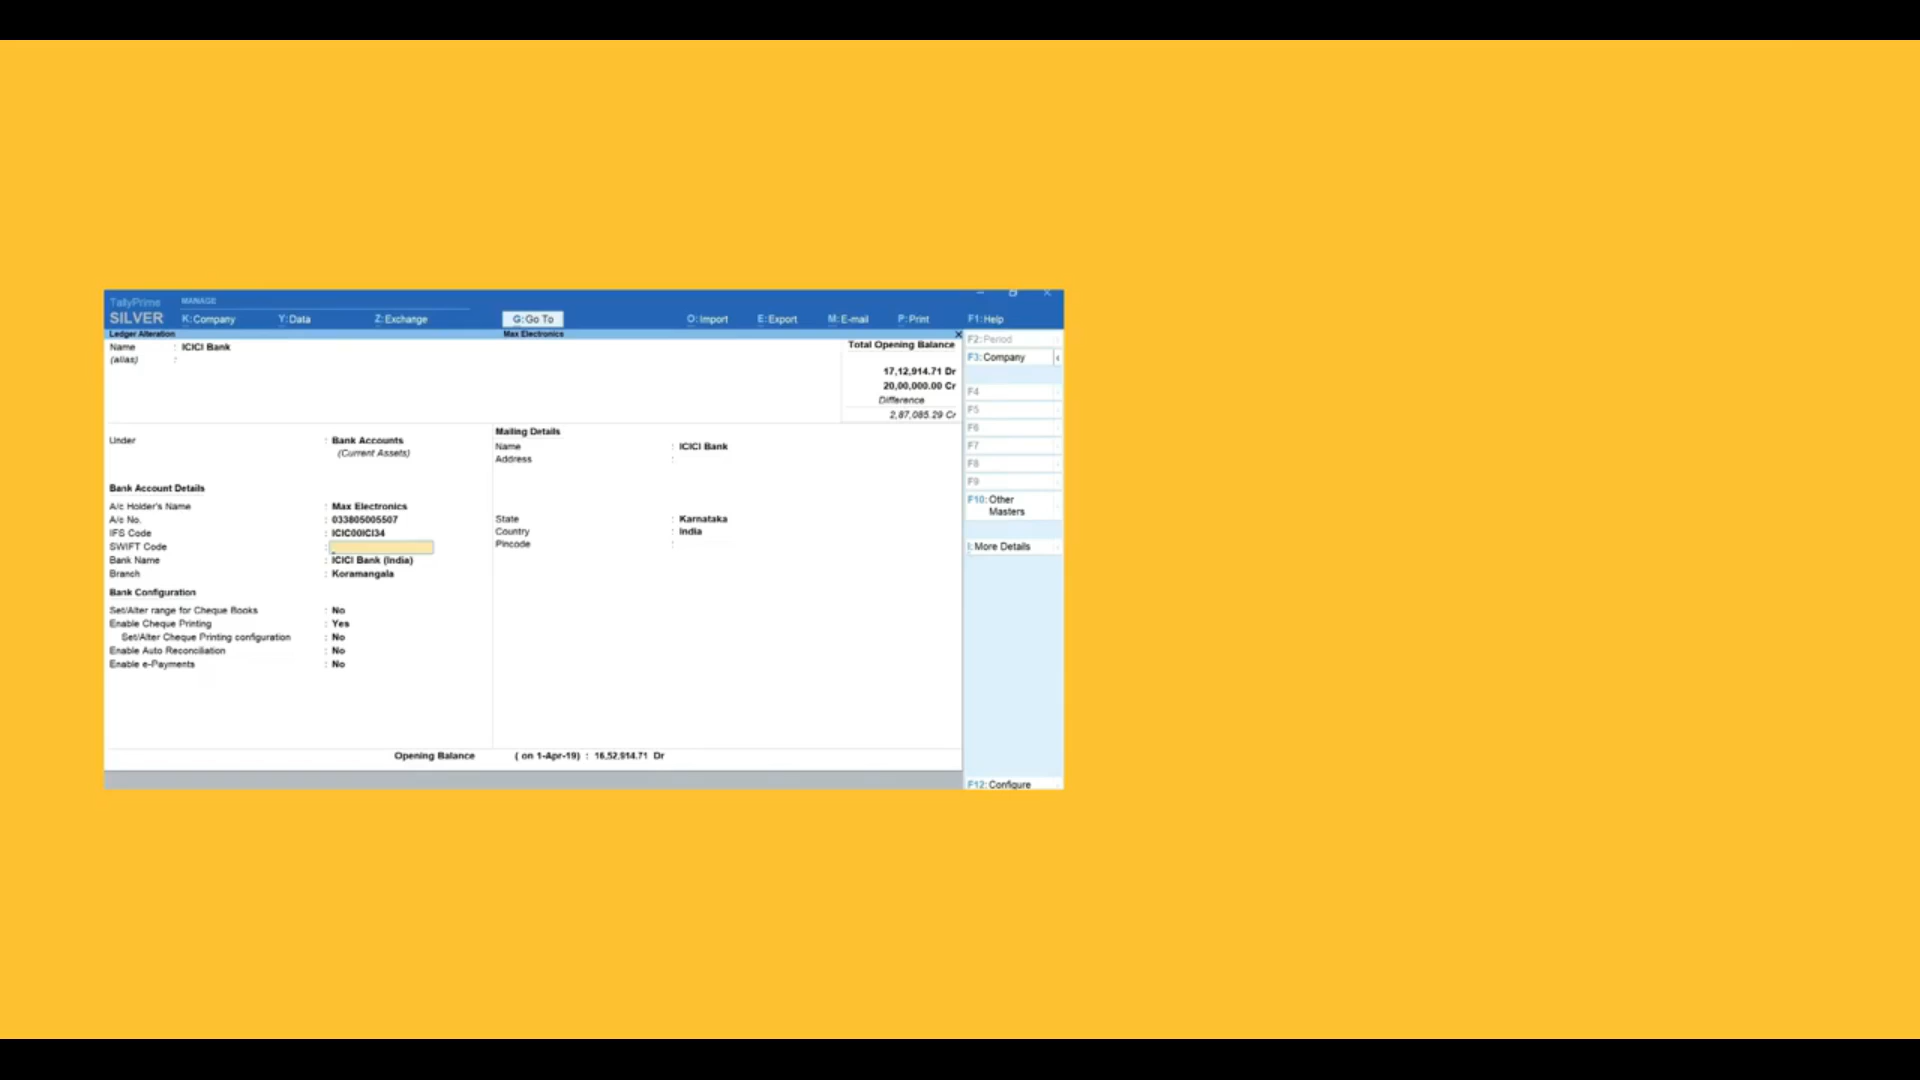 TallyPrime MANAGE
SILVER K:Company Y:Data Z:Exchange G:Go To O:Import E:Export M:E-mail P:Print F1:Help
Ledger Alteration Max Electronics X
Name : ICICI Bank
(alias) :
Total Opening Balance
17,12,914.71 Dr
20,00,000.00 Cr
Difference
2,87,085.29 Cr
Under : Bank Accounts
(Current Assets)
Bank Account Details
A/c Holder's Name : Max Electronics
A/c No. : 033805005507
IFS Code : ICIC00ICI34
SWIFT Code :
Bank Name : ICICI Bank (India)
Branch : Koramangala
Bank Configuration
Set/Alter range for Cheque Books : No
Enable Cheque Printing : Yes
Set/Alter Cheque Printing configuration : No
Enable Auto Reconciliation : No
Enable e-Payments : No
Mailing Details
Name : ICICI Bank
Address :
State : Karnataka
Country : India
Pincode :
Opening Balance ( on 1-Apr-19) : 16,52,914.71 Dr
F2:Period
F3:Company
F4
F5
F6
F7
F8
F9
F10:Other
Masters
I:More Details
F12:Configure